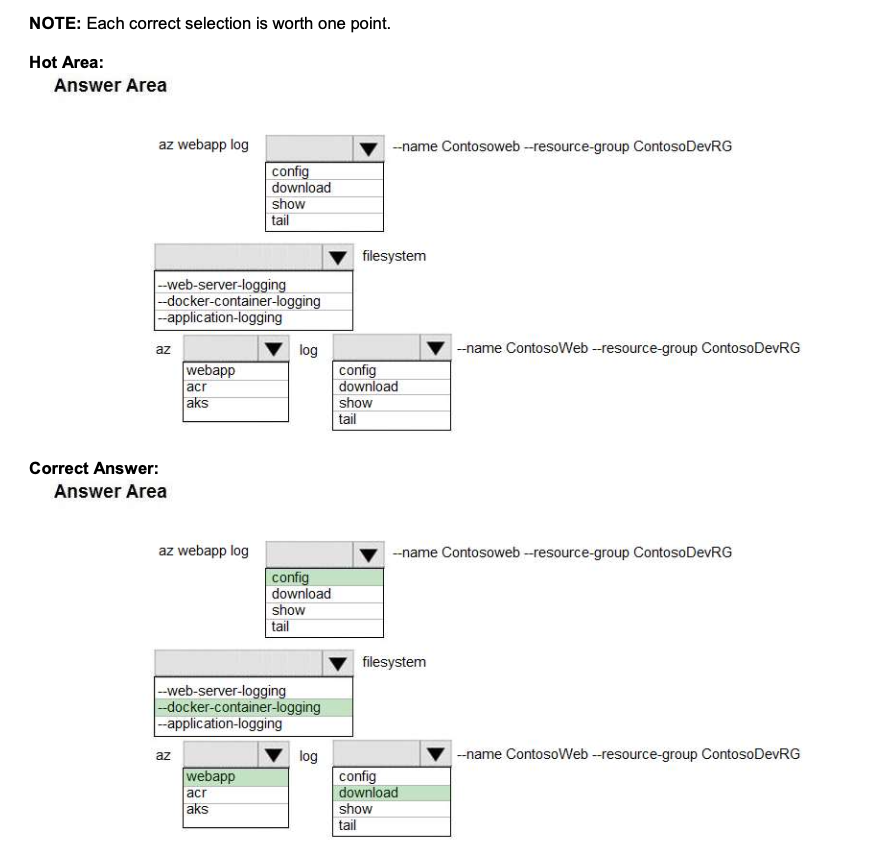 NOTE: Each correct selection is worth one point.
Hot Area:
Answer Area
az webapp log --name Contosoweb --resource-group ContosoDevRG
config
download
show
tail
filesystem
--web-server-logging
--docker-container-logging
--application-logging
az log --name ContosoWeb --resource-group ContosoDevRG
webapp config
acr download
aks show
tail
Correct Answer:
Answer Area
az webapp log --name Contosoweb --resource-group ContosoDevRG
config
download
show
tail
filesystem
--web-server-logging
--docker-container-logging
--application-logging
az log --name ContosoWeb --resource-group ContosoDevRG
webapp config
acr download
aks show
tail